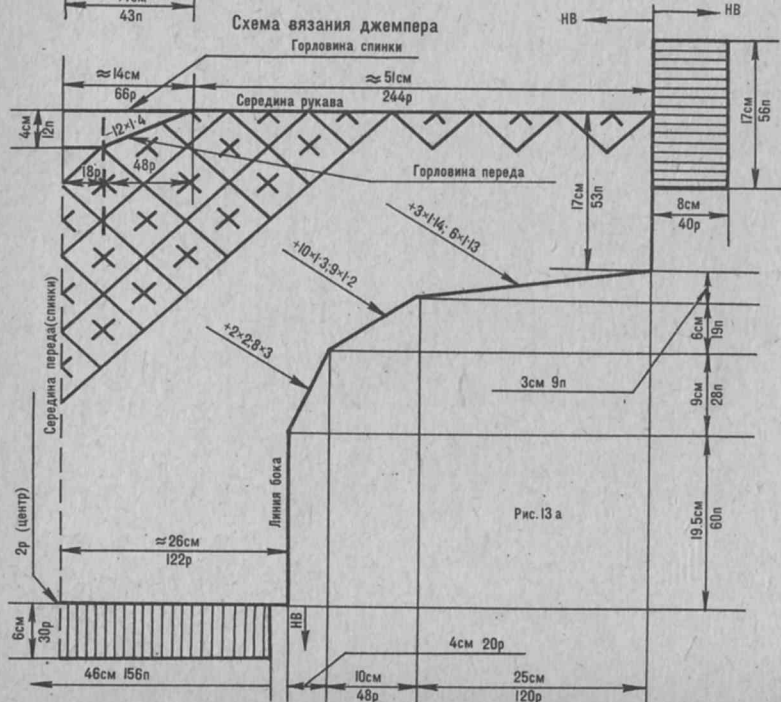 43п
Схема вязания джемпера
НВ
НВ
Горловина спинки
≈14см
66р
≈51см
244р
Середина рукава
4см
12п
-12×1·4
18р
48р
Горловина переда
17см
53п
17см
56п
8см
40р
+3×1·14; 6×1·13
+10×1·3;9×1·2
+2×2;8×3
Середина переда(спинки)
6см
19п
3см 9п
9см
28п
Линия бока
Рис.13 а
19.5см
60п
2р (центр)
≈26см
122р
6см
30р
НВ
4см 20р
46см 156п
10см
48р
25см
120р